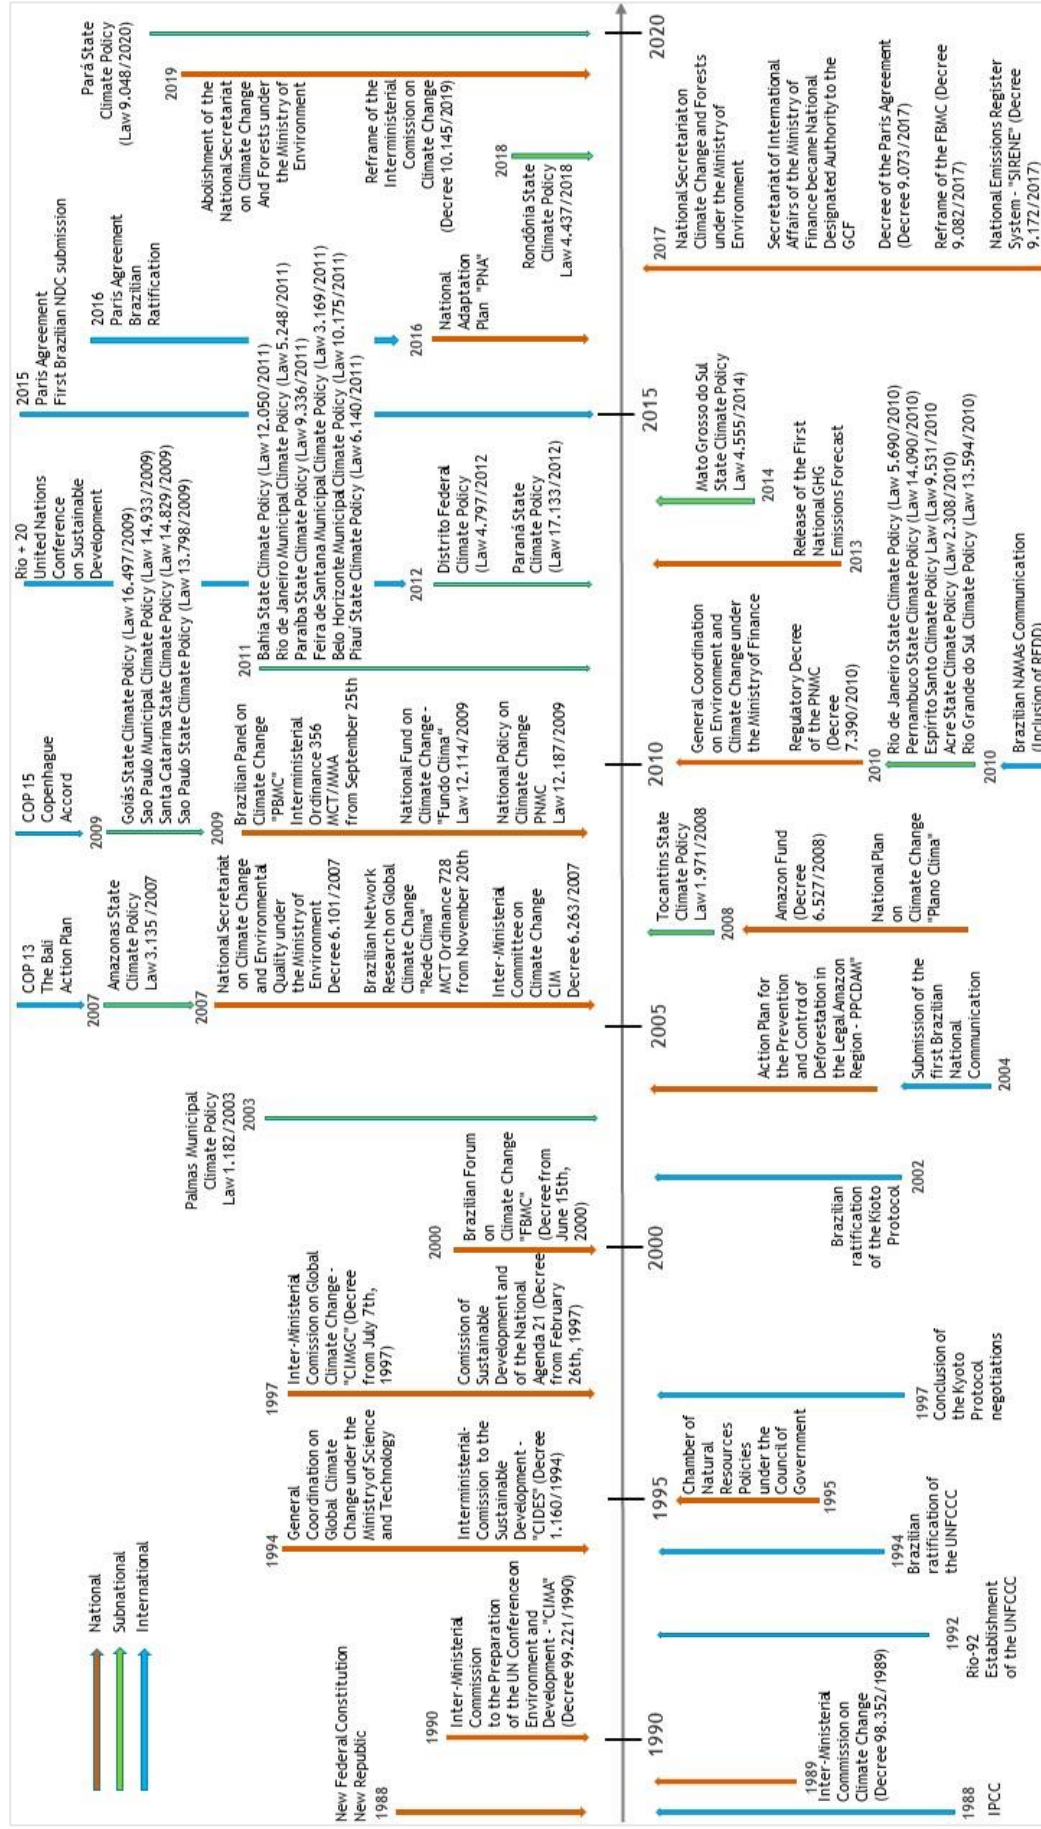 National
Subnational
International
New Federal Constitution
New Republic
1988
1990
Inter-Ministerial
Commission
to the Preparation
of the UN Conference on
Environment and
Development - "CIMA"
(Decree 99.221/1990)
1994
General
Coordination on
Global Climate
Change under the
Ministry of Science
and Technology
Interministerial-
Comission to the
Sustainable
Development -
"CIDES" (Decree
1.160/1994)
1997
Inter-Ministerial
Comission on Global
Climate Change -
"CIMGC" (Decree
from July 7th,
1997)
Comission of
Sustainable
Development and
of the National
Agenda 21 (Decree
from February
26th, 1997)
2000
Brazilian Forum
on
Climate Change
"FBMC"
(Decree from
June 15th,
2000)
Palmas Municipal
Climate Policy
Law 1.182/2003
2003
COP 13
The Bali
Action Plan
2007
Amazonas State
Climate Policy
Law 3.135 /2007
2007
National Secretariat
on Climate Change
and Environmental
Quality under
the Ministry of
Environment
Decree 6.101/2007
Brazilian Network
Research on Global
Climate Change
"Rede Clima"
MCT Ordinance 728
from November 20th
Inter-Ministerial
Committee on
Climate Change
CIM
Decree 6.263/2007
COP 15
Copenhague
Accord
2009
Goiás State Climate Policy (Law 16.497/2009)
Sao Paulo Municipal Climate Policy (Law 14.933/2009)
Santa Catarina State Climate Policy (Law 14.829/2009)
Sao Paulo State Climate Policy (Law 13.798/2009)
2009
Brazilian Panel on
Climate Change
"PBMC"
Interministerial
Ordinance 356
MCT/MMA
from September 25th
National Fund on
Climate Change -
"Fundo Clima"
Law 12.114/2009
National Policy on
Climate Change
PNMC
Law 12.187/2009
2011
Bahia State Climate Policy (Law 12.050/2011)
Rio de Janeiro Municipal Climate Policy (Law 5.248/2011)
Paraíba State Climate Policy (Law 9.336/2011)
Feira de Santana Municipal Climate Policy (Law 3.169/2011)
Belo Horizonte Municipal Climate Policy (Law 10.175/2011)
Piauí State Climate Policy (Law 6.140/2011)
Rio + 20
United Nations
Conference
on Sustainable
Development
2012
Distrito Federal
Climate Policy
(Law 4.797/2012
Paraná State
Climate Policy
(Law 17.133/2012)
2015
Paris Agreement
First Brazilian NDC submission
2016
Paris Agreement
Brazilian
Ratification
2016
National
Adaptation
Plan "PNA"
2018
Rondônia State
Climate Policy
Law 4.437/2018
Pará State
Climate Policy
(Law 9.048/2020)
2019
Abolishment of the
National Secretariat
on Climate Change
And Forests under
the Ministry of
Environment
Reframe of the
Interministerial
Comission on
Climate Change
(Decree 10.145/2019)
1990
1995
2000
2005
2010
2015
2020
1988
IPCC
1989
Inter-Ministerial
Commission on
Climate Change
(Decree 98.352/1989)
1992
Rio-92
Establishment
of the UNFCCC
1994
Brazilian
ratification of
the UNFCCC
Chamber of
Natural
Resources
Policies
under the
Council of
Government
1995
1997
Conclusion of
the Kyoto
Protocol
negotiations
Brazilian
ratification
of the Kioto
Protocol
2002
Action Plan for
the Prevention
and Control of
Deforestation in
the Legal Amazon
Region - PPCDAM"
Submission of the
first Brazilian
National
Communication
2004
Tocantins State
Climate Policy
Law 1.971/2008
2008
Amazon Fund
(Decree
6.527/2008)
National Plan
on
Climate Change
"Plano Clima"
General Coordination
on Environment and
Climate Change under
the Ministry of Finance
Regulatory Decree
of the PNMC
(Decree
7.390/2010)
2010
Rio de Janeiro State Climate Policy (Law 5.690/2010)
Pernambuco State Climate Policy (Law 14.090/2010)
Espírito Santo Climate Policy Law (Law 9.531/2010
Acre State Climate Policy (Law 2.308/2010)
Rio Grande do Sul Climate Policy (Law 13.594/2010)
2010
Brazilian NAMAs Communication
(Inclusion of REDD)
Release of the First
National GHG
Emissions Forecast
2013
Mato Grosso do Sul
State Climate Policy
Law 4.555/2014)
2014
2017
National Secretariat on
Climate Change and Forests
under the Ministry of
Environment
Secretariat of International
Affairs of the Ministry of
Finance became National
Designated Authority to the
GCF
Decree of the Paris Agreement
(Decree 9.073/2017)
Reframe of the FBMC (Decree
9.082/2017)
National Emissions Register
System - "SIRENE" (Decree
9.172/2017)